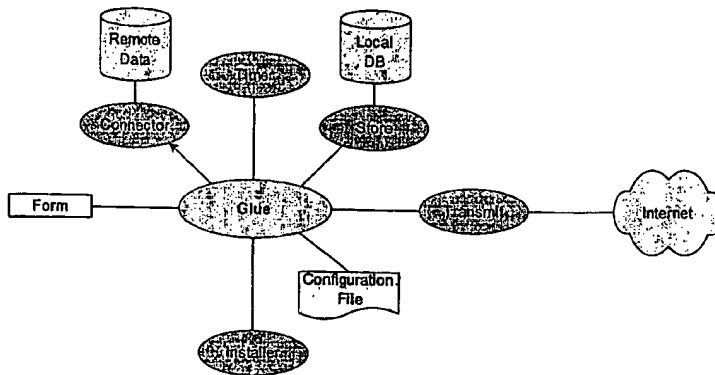 Remote
Data
Timer
Local
DB
Connector
Store
Form
Glue
Transmit
Internet
Configuration
File
Installer